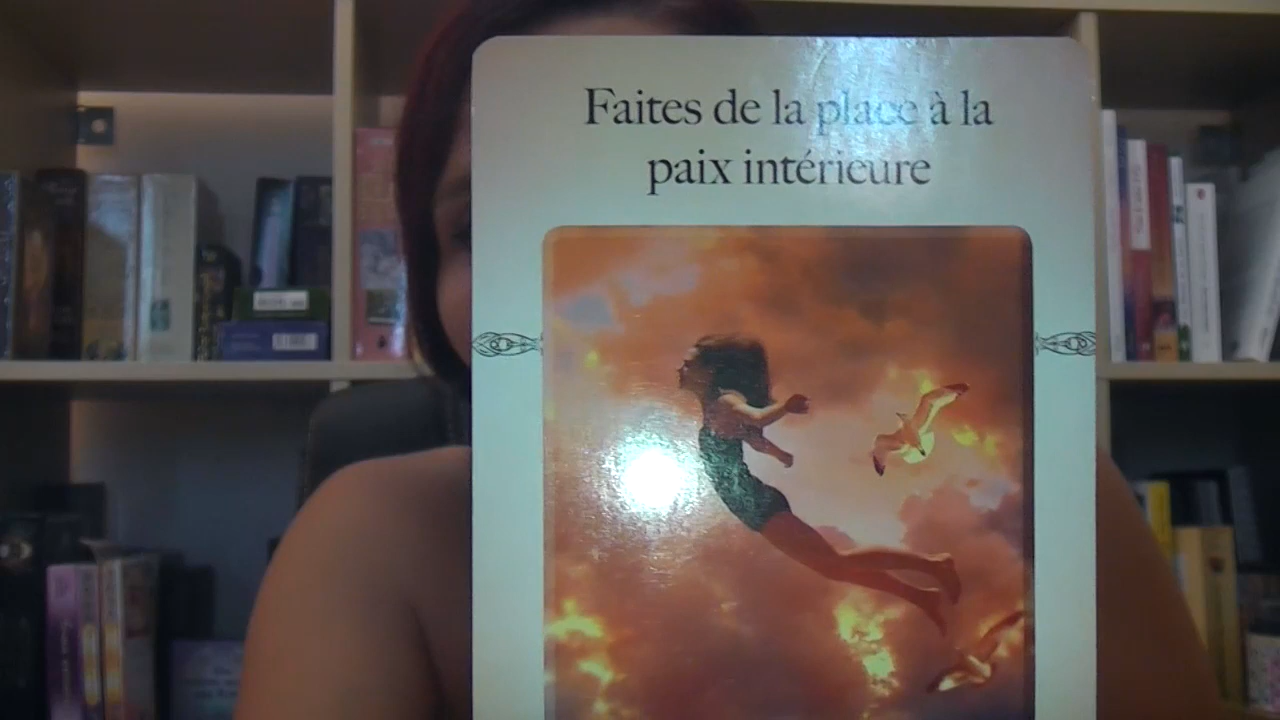 Faites de la place à la
paix intérieure